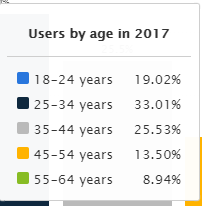 Users by age in 2017
18-24 years 19.02%
25-34 years 33.01%
35-44 years 25.53%
45-54 years 13.50%
55-64 years 8.94%